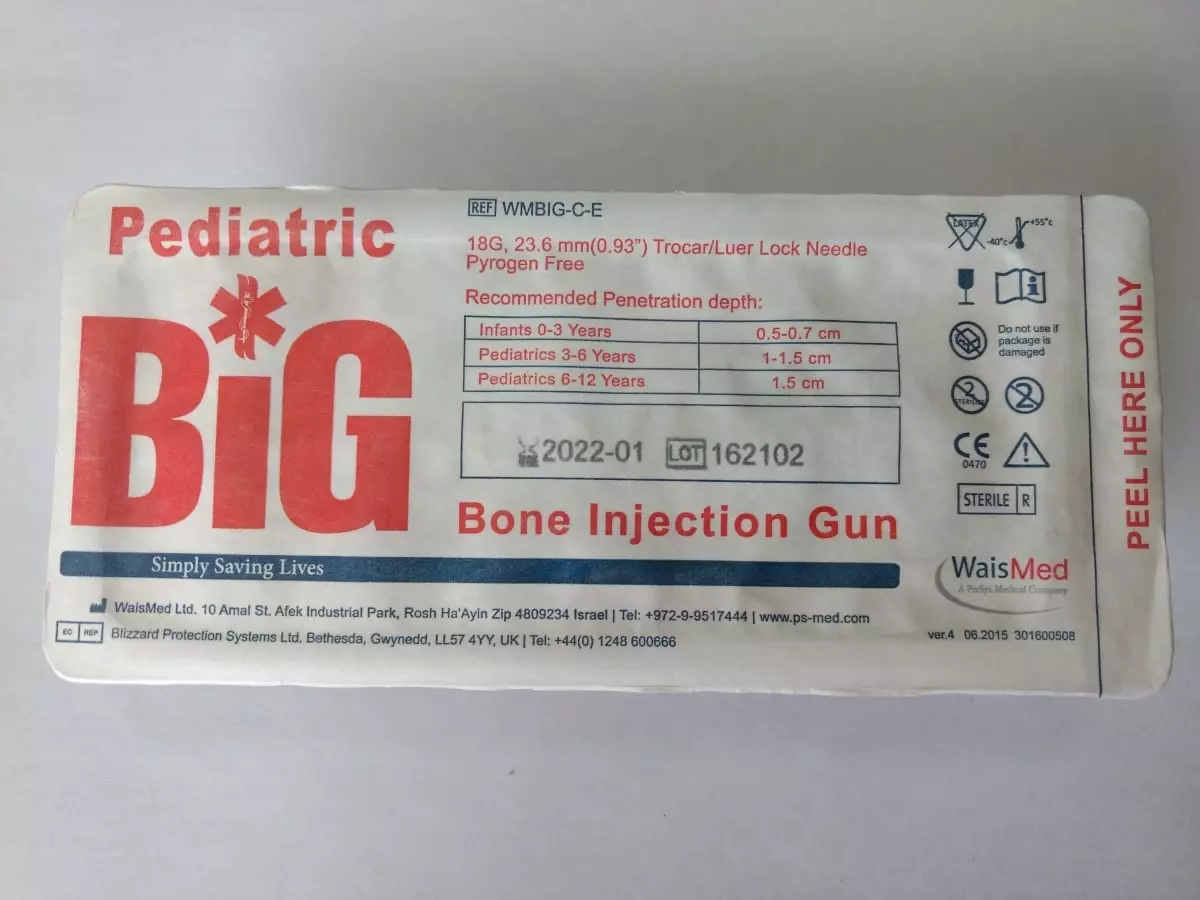 Pediatric
BiG
REF WMBIG-C-E
18G, 23.6 mm(0.93”) Trocar/Luer Lock Needle
Pyrogen Free
Recommended Penetration depth:
Infants 0-3 Years 0.5-0.7 cm
Pediatrics 3-6 Years 1-1.5 cm
Pediatrics 6-12 Years 1.5 cm
2022-01 LOT 162102
Bone Injection Gun
Simply Saving Lives
WaisMed Ltd. 10 Amal St. Afek Industrial Park, Rosh Ha'Ayin Zip 4809234 Israel | Tel: +972-9-9517444 | www.ps-med.com
EC REP Blizzard Protection Systems Ltd, Bethesda, Gwynedd, LL57 4YY, UK | Tel: +44(0) 1248 600666
LATEX -40°c +55°c
i
Do not use if
package is
damaged
2 STERILIZE 2
CE
0470
STERILE R
WaisMed
A PerSys Medical Company
ver.4 06.2015 301600508
PEEL HERE ONLY